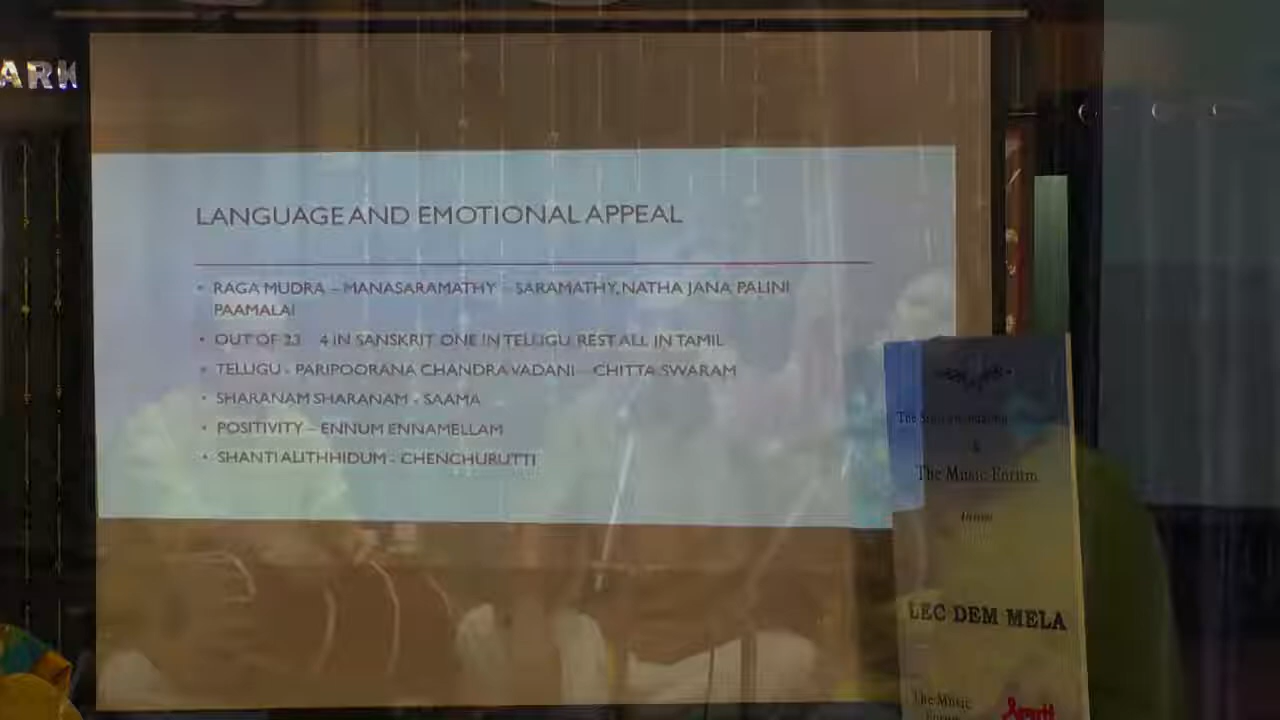 ARK
LANGUAGE AND EMOTIONAL APPEAL
• RAGA MUDRA – MANASARAMATHY – SARAMATHY, NATHA JANA PALINI
PAAMALAI
• OUT OF 23 4 IN SANSKRIT ONE IN TELUGU REST ALL IN TAMIL
• TELUGU - PARIPOORANA CHANDRA VADANI – CHITTA SWARAM
• SHARANAM SHARANAM - SAAMA
• POSITIVITY – ENNUM ENNAMELLAM
• SHANTI ALITHHIDUM - CHENCHURUTTI
The
&
The Music Forum
LEC DEM MELA
The Music
Forum